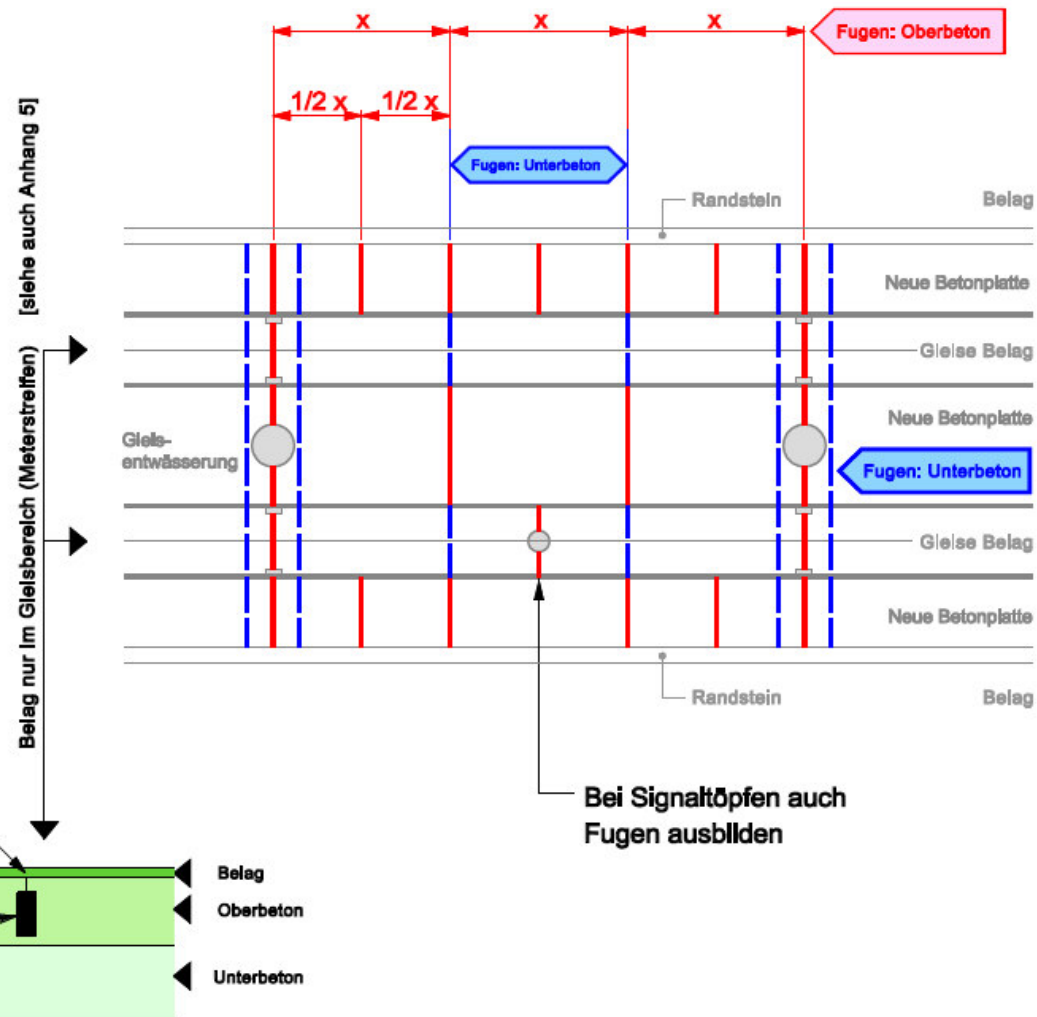 x
x
x
Fugen: Oberbeton
1/2 x
1/2 x
Fugen: Unterbeton
Randstein
Belag
Neue Betonplatte
Gleise Belag
Neue Betonplatte
Gleis-
entwässerung
Fugen: Unterbeton
Gleise Belag
Neue Betonplatte
Randstein
Belag
Belag nur im Gleisbereich (Meterstreifen) [siehe auch Anhang 5]
Bei Signaltöpfen auch
Fugen ausbilden
Belag
Oberbeton
Unterbeton